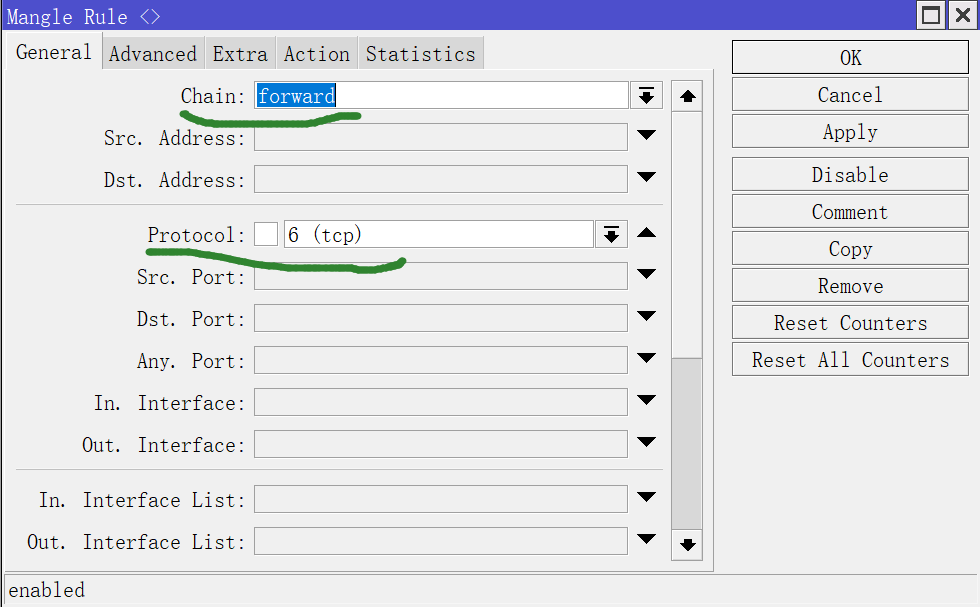 Mangle Rule <>
General Advanced Extra Action Statistics
Chain: forward
Src. Address:
Dst. Address:
Protocol: 6 (tcp)
Src. Port:
Dst. Port:
Any. Port:
In. Interface:
Out. Interface:
In. Interface List:
Out. Interface List:
OK
Cancel
Apply
Disable
Comment
Copy
Remove
Reset Counters
Reset All Counters
enabled